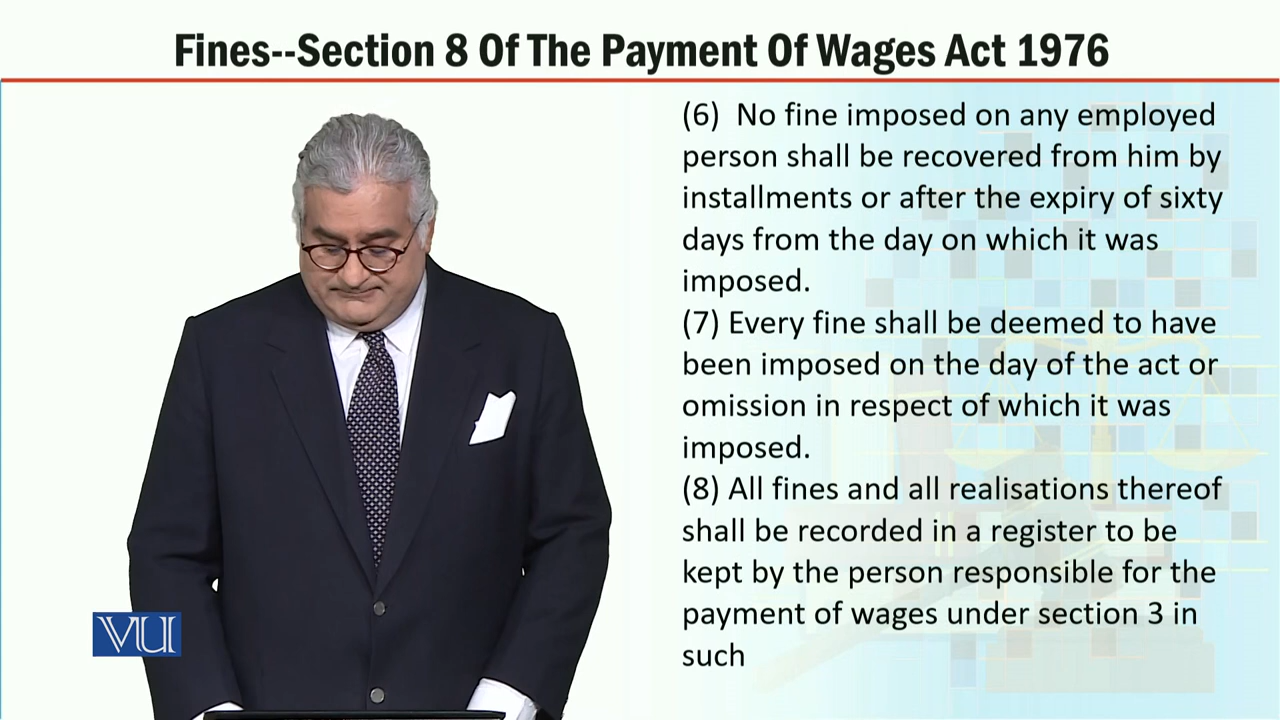 Fines--Section 8 Of The Payment Of Wages Act 1976
(6) No fine imposed on any employed
person shall be recovered from him by
installments or after the expiry of sixty
days from the day on which it was
imposed.
(7) Every fine shall be deemed to have
been imposed on the day of the act or
omission in respect of which it was
imposed.
(8) All fines and all realisations thereof
shall be recorded in a register to be
kept by the person responsible for the
payment of wages under section 3 in
such
VU